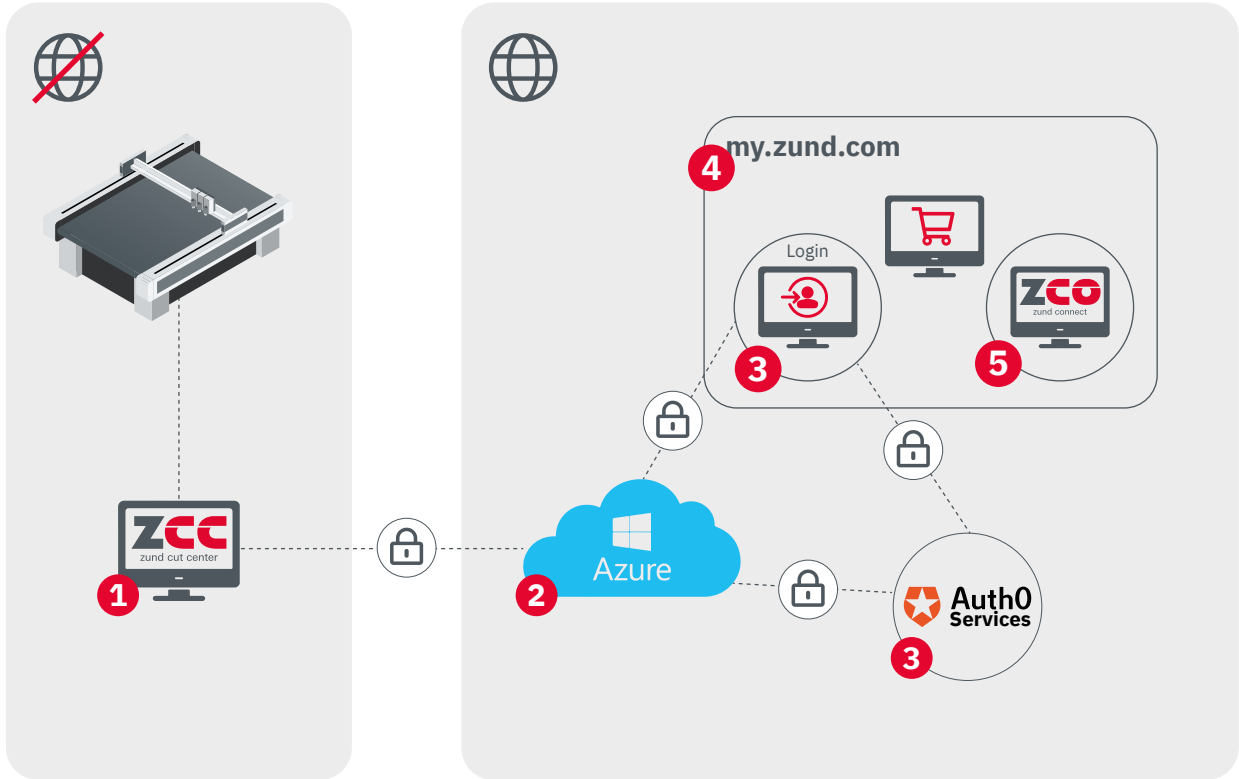 my.zund.com
4
Login
3
ZCO
zund connect
5
ZCC
zund cut center
1
Azure
2
Auth0
Services
3